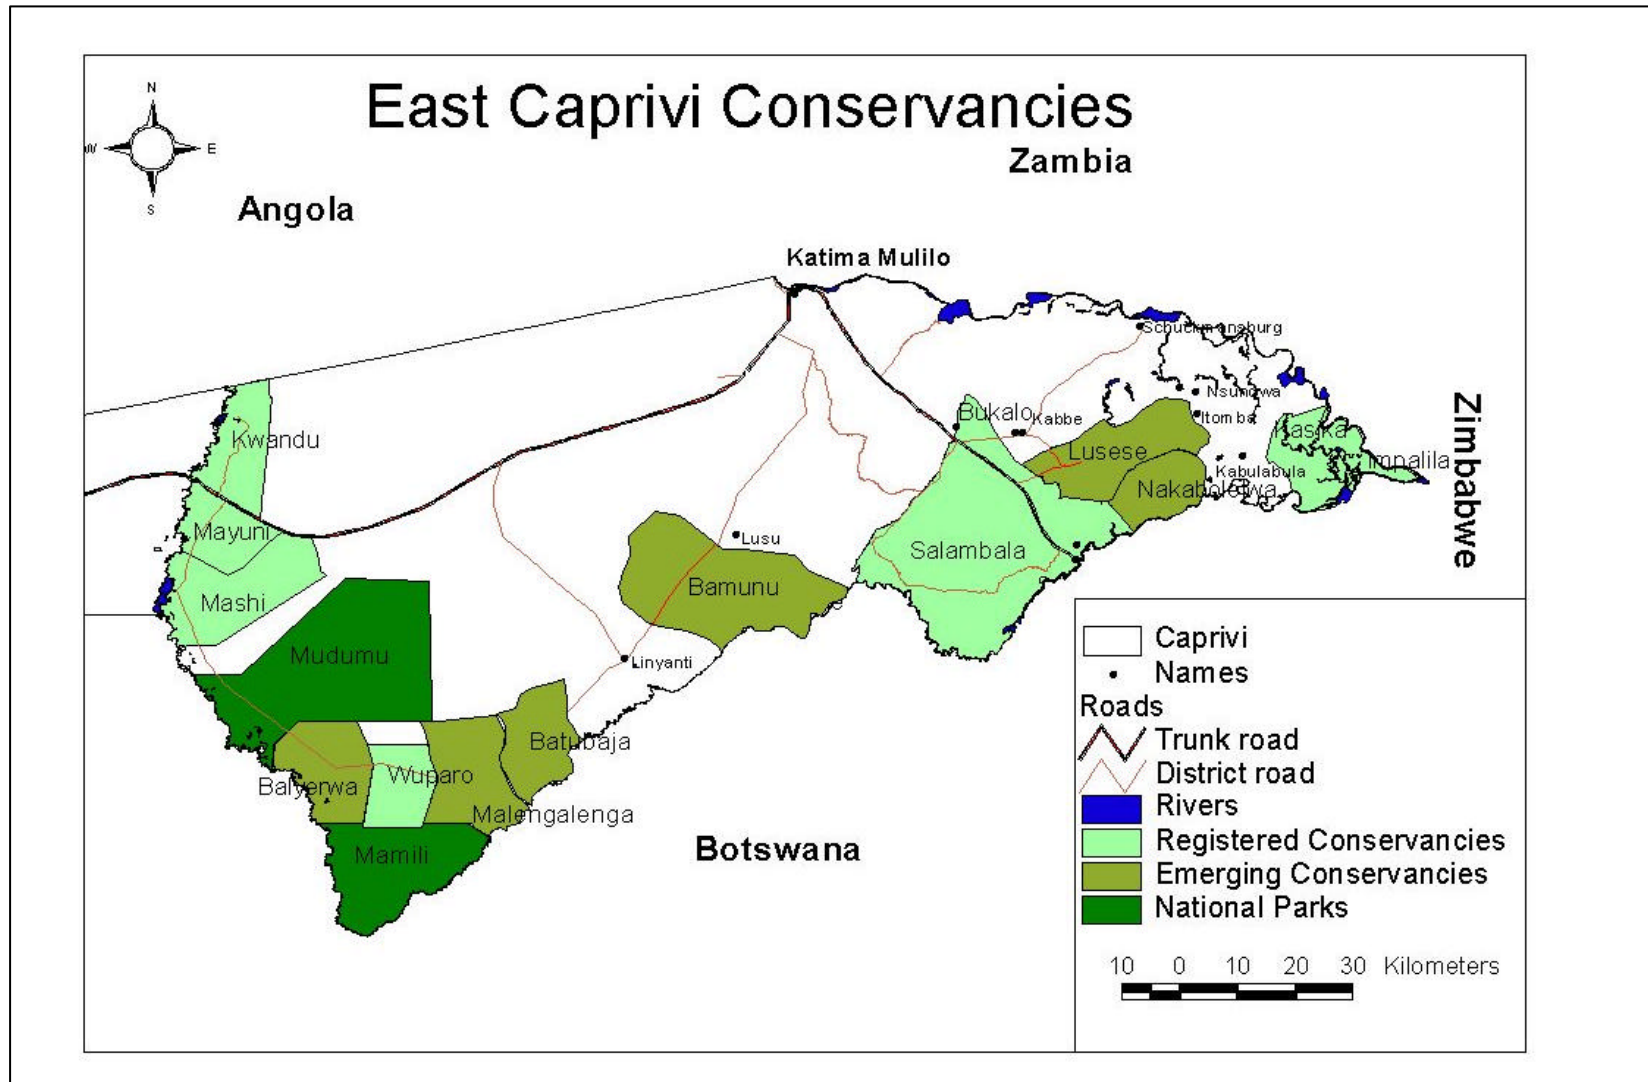 East Caprivi Conservancies
Zambia
N
W
E
S
Angola
Katima Mulilo
Schuckmansburg
Nsundwa
Itomba
Kasika
Impalila
Zimbabwe
Kwandu
Bukalo
Kabbe
Lusese
Kabulabula
Nakabolelwa
Mayuni
Lusu
Salambala
Mashi
Bamunu
Mudumu
Linyanti
Batubaja
Balyerwa
Wuparo
Malengalenga
Mamili
Botswana
Caprivi
Names
Roads
Trunk road
District road
Rivers
Registered Conservancies
Emerging Conservancies
National Parks
10 0 10 20 30 Kilometers